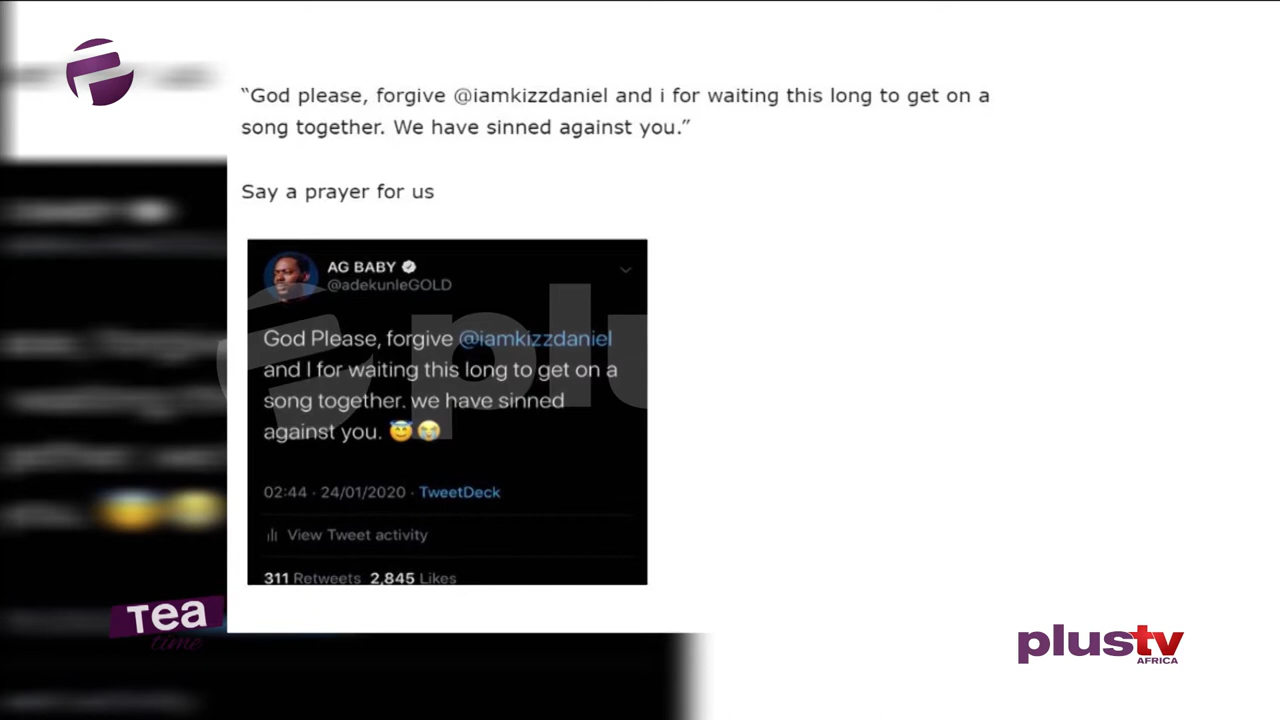 “God please, forgive @iamkizzdaniel and i for waiting this long to get on a
song together. We have sinned against you.”
Say a prayer for us
AG BABY
@adekunleGOLD
God Please, forgive @iamkizzdaniel
and I for waiting this long to get on a
song together. we have sinned
against you. 😇😭
02:44 · 24/01/2020 · TweetDeck
View Tweet activity
311 Retweets 2,845 Likes
plu
Tea
time
plustv
AFRICA